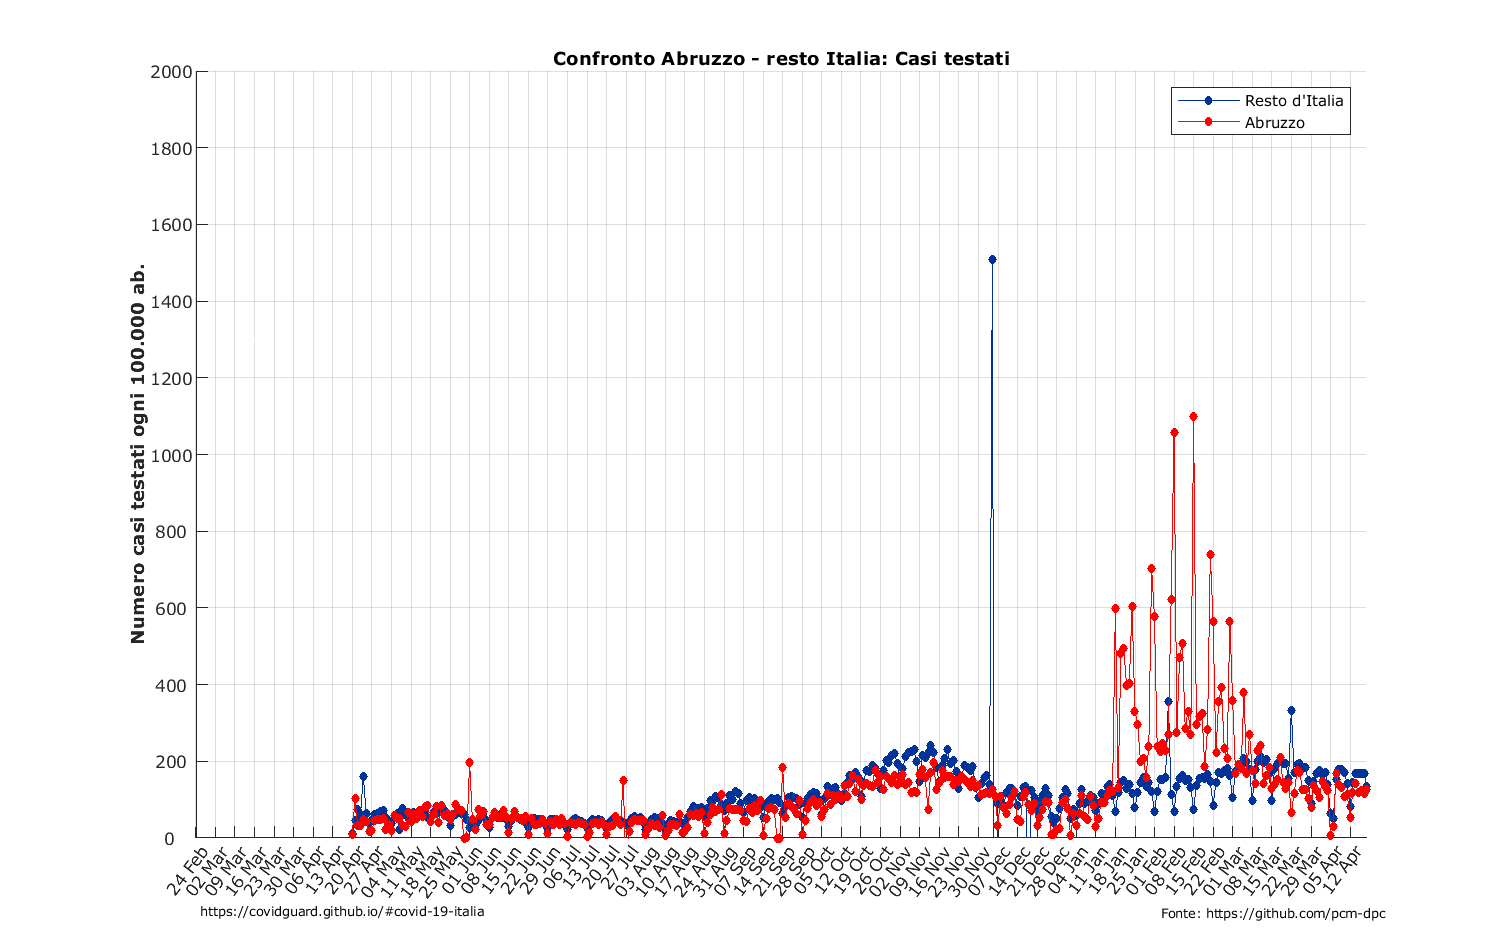 Confronto Abruzzo - resto Italia: Casi testati
Resto d'Italia
Abruzzo
Numero casi testati ogni 100.000 ab.
2000
1800
1600
1400
1200
1000
800
600
400
200
0
24 Feb
02 Mar
09 Mar
16 Mar
23 Mar
30 Mar
06 Apr
13 Apr
20 Apr
27 Apr
04 May
11 May
18 May
25 May
01 Jun
08 Jun
15 Jun
22 Jun
29 Jun
06 Jul
13 Jul
20 Jul
27 Jul
03 Aug
10 Aug
17 Aug
24 Aug
31 Aug
07 Sep
14 Sep
21 Sep
28 Sep
05 Oct
12 Oct
19 Oct
26 Oct
02 Nov
09 Nov
16 Nov
23 Nov
30 Nov
07 Dec
14 Dec
21 Dec
28 Dec
04 Jan
11 Jan
18 Jan
25 Jan
01 Feb
08 Feb
15 Feb
22 Feb
01 Mar
08 Mar
15 Mar
22 Mar
29 Mar
05 Apr
12 Apr
https://covidguard.github.io/#covid-19-italia
Fonte: https://github.com/pcm-dpc